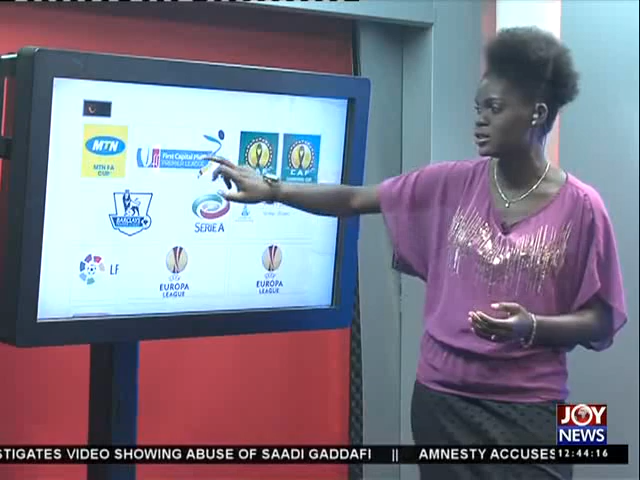 MTN
MTN FA
CUP
First Capital Plus
PREMIER LEAGUE
CAF
CAF
BARCLAYS
SERIE A
LF
EUROPA
LEAGUE
EUROPA
LEAGUE
JOY
NEWS
STIGATES VIDEO SHOWING ABUSE OF SAADI GADDAFI || AMNESTY ACCUSES
12:44:16